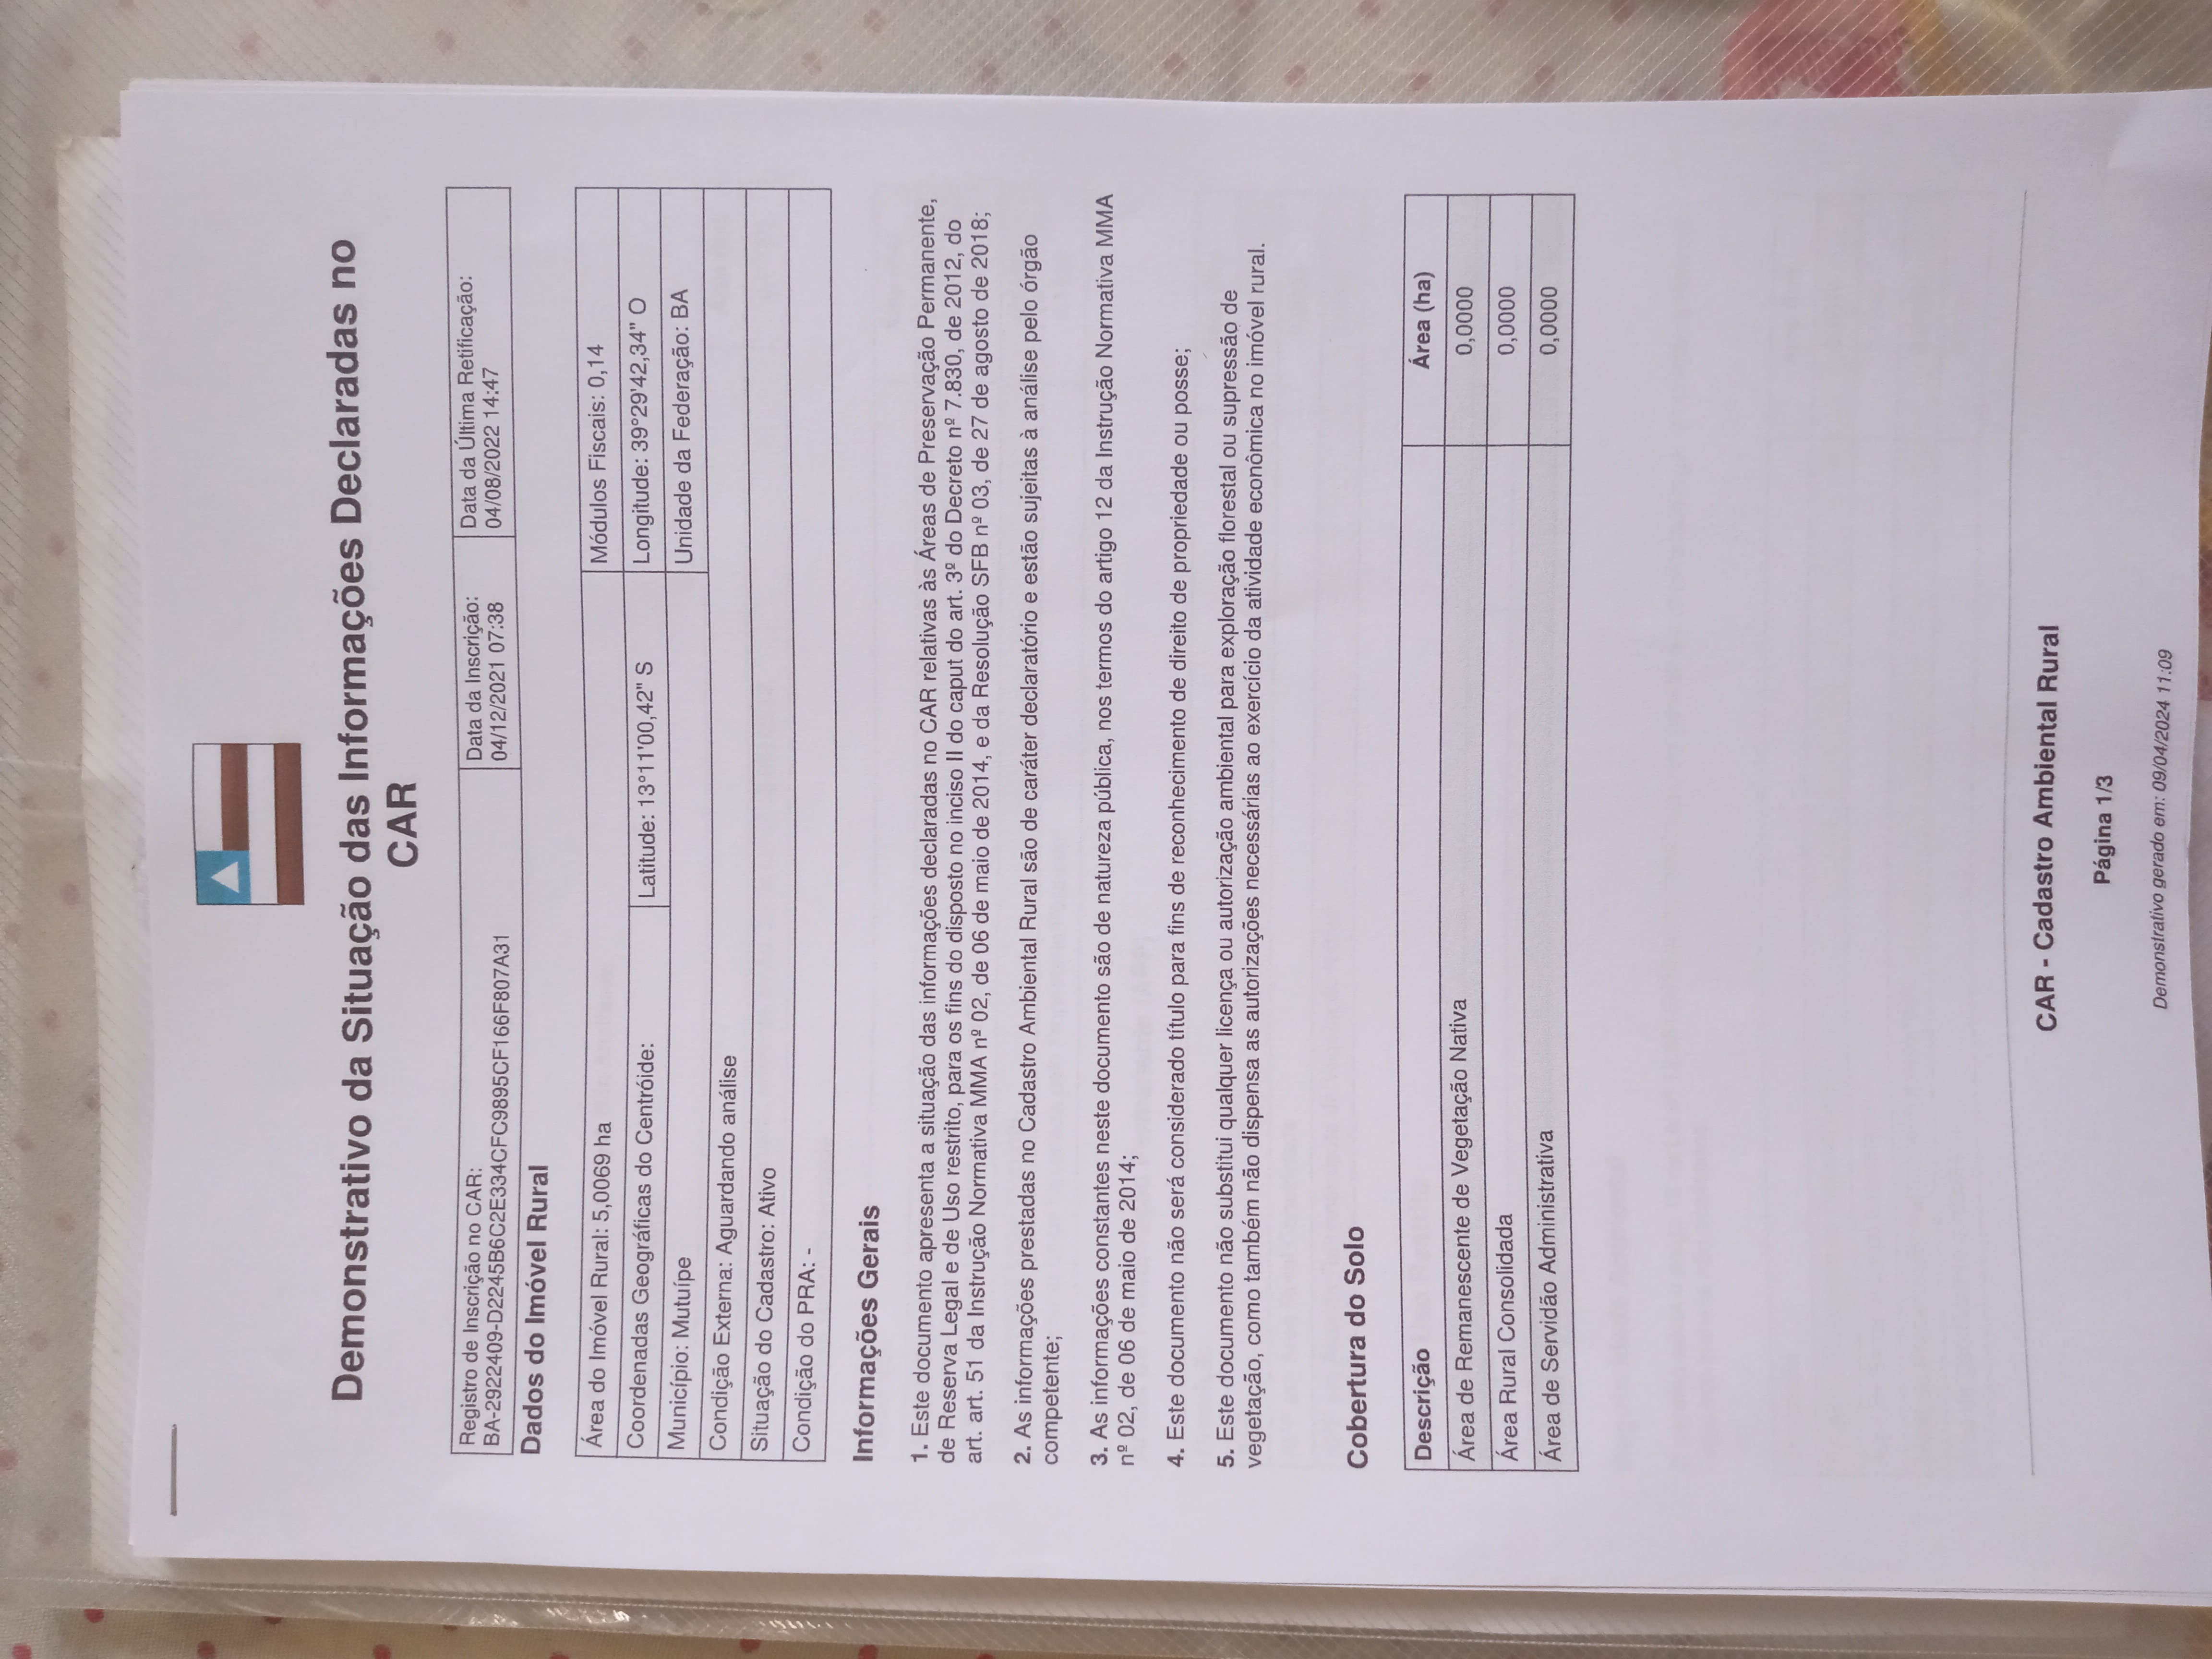 Demonstrativo da Situação das Informações Declaradas no
CAR
Registro de Inscrição no CAR:
BA-2922409-D2245B6C2E334CFC9895CF166F807A31
Data da Inscrição:
04/12/2021 07:38
Data da Última Retificação:
04/08/2022 14:47
Dados do Imóvel Rural
Área do Imóvel Rural: 5,0069 ha
Módulos Fiscais: 0,14
Coordenadas Geográficas do Centróide:
Latitude: 13°11'00,42" S
Longitude: 39°29'42,34" O
Município: Mutuípe
Unidade da Federação: BA
Condição Externa: Aguardando análise
Situação do Cadastro: Ativo
Condição do PRA: -
Informações Gerais
1. Este documento apresenta a situação das informações declaradas no CAR relativas às Áreas de Preservação Permanente,
de Reserva Legal e de Uso restrito, para os fins do disposto no inciso II do caput do art. 3º do Decreto nº 7.830, de 2012, do
art. art. 51 da Instrução Normativa MMA nº 02, de 06 de maio de 2014, e da Resolução SFB nº 03, de 27 de agosto de 2018;
2. As informações prestadas no Cadastro Ambiental Rural são de caráter declaratório e estão sujeitas à análise pelo órgão
competente;
3. As informações constantes neste documento são de natureza pública, nos termos do artigo 12 da Instrução Normativa MMA
nº 02, de 06 de maio de 2014;
4. Este documento não será considerado título para fins de reconhecimento de direito de propriedade ou posse;
5. Este documento não substitui qualquer licença ou autorização ambiental para exploração florestal ou supressão de
vegetação, como também não dispensa as autorizações necessárias ao exercício da atividade econômica no imóvel rural.
Cobertura do Solo
Descrição
Área (ha)
Área de Remanescente de Vegetação Nativa
0,0000
Área Rural Consolidada
0,0000
Área de Servidão Administrativa
0,0000
CAR - Cadastro Ambiental Rural
Página 1/3
Demonstrativo gerado em: 09/04/2024 11:09